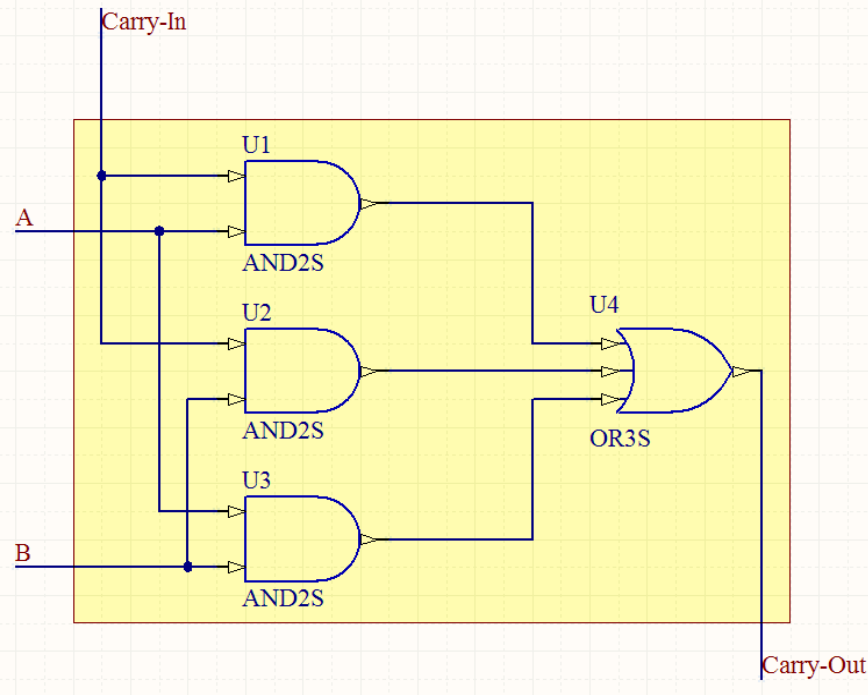 Carry-In
U1
A
AND2S
U2
U4
AND2S
OR3S
U3
B
AND2S
Carry-Out